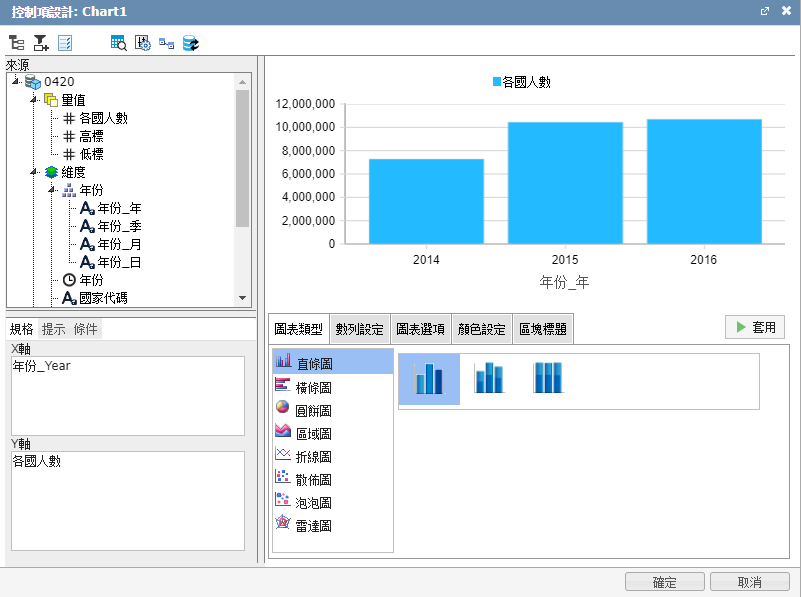 控制項設計: Chart1
來源
0420
量值
各國人數
高標
低標
維度
年份
年份_年
年份_季
年份_月
年份_日
年份
國家代碼
規格 提示 條件
X軸
年份_Year
Y軸
各國人數
各國人數
12,000,000
10,000,000
8,000,000
6,000,000
4,000,000
2,000,000
0
2014 2015 2016
年份_年
圖表類型 數列設定 圖表選項 顏色設定 區塊標題
套用
直條圖
橫條圖
圓餅圖
區域圖
折線圖
散佈圖
泡泡圖
雷達圖
確定 取消